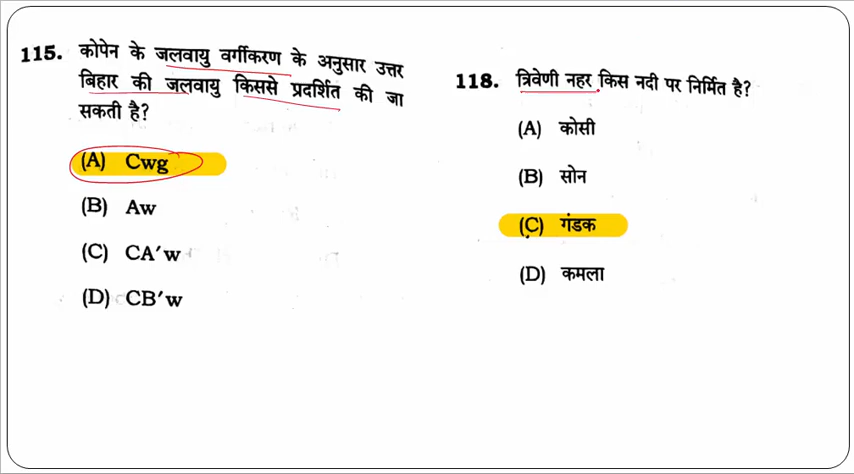 115. कोपेन के जलवायु वर्गीकरण के अनुसार उत्तर
बिहार की जलवायु किससे प्रदर्शित की जा
सकती है?
(A) Cwg
(B) Aw
(C) CA′w
(D) CB′w
118. त्रिवेणी नहर किस नदी पर निर्मित है?
(A) कोसी
(B) सोन
(C) गंडक
(D) कमला